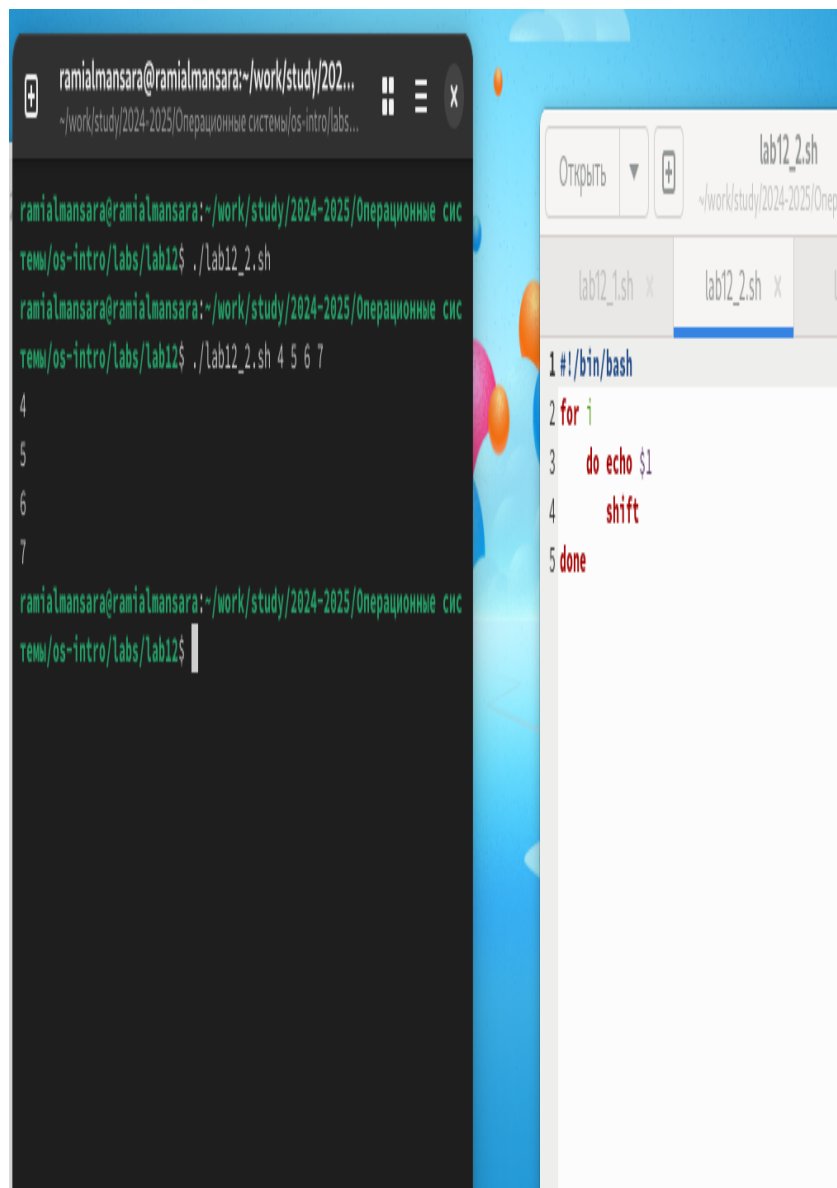 ramialmansara@ramialmansara:~/work/study/202...
~/work/study/2024-2025/Операционные системы/os-intro/labs...
ramialmansara@ramialmansara:~/work/study/2024-2025/Операционные сис
темы/os-intro/labs/lab12$ ./lab12_2.sh
ramialmansara@ramialmansara:~/work/study/2024-2025/Операционные сис
темы/os-intro/labs/lab12$ ./lab12_2.sh 4 5 6 7
4
5
6
7
ramialmansara@ramialmansara:~/work/study/2024-2025/Операционные сис
темы/os-intro/labs/lab12$
Открыть
lab12_2.sh
~/work/study/2024-2025/Опер
lab12_1.sh
lab12_2.sh
1 #!/bin/bash
2 for i
3 do echo $1
4 shift
5 done